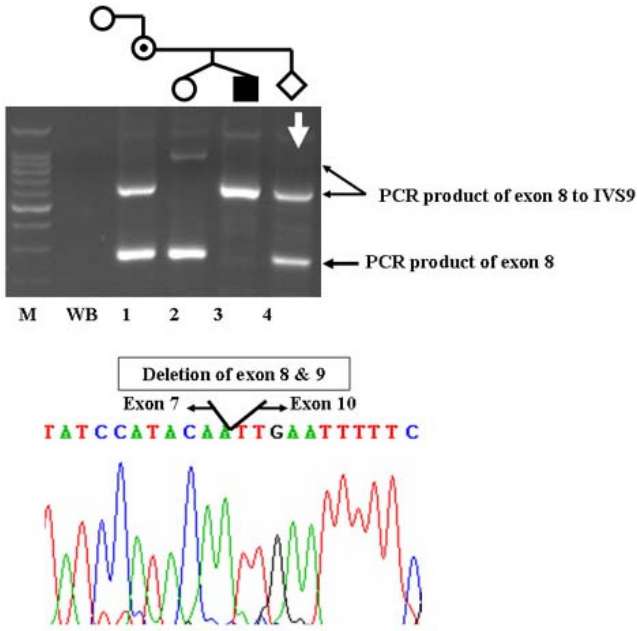 PCR product of exon 8 to IVS9
PCR product of exon 8
M WB 1 2 3 4
Deletion of exon 8 & 9
Exon 7 Exon 10
TATCCATACAATTGAATTTTTC